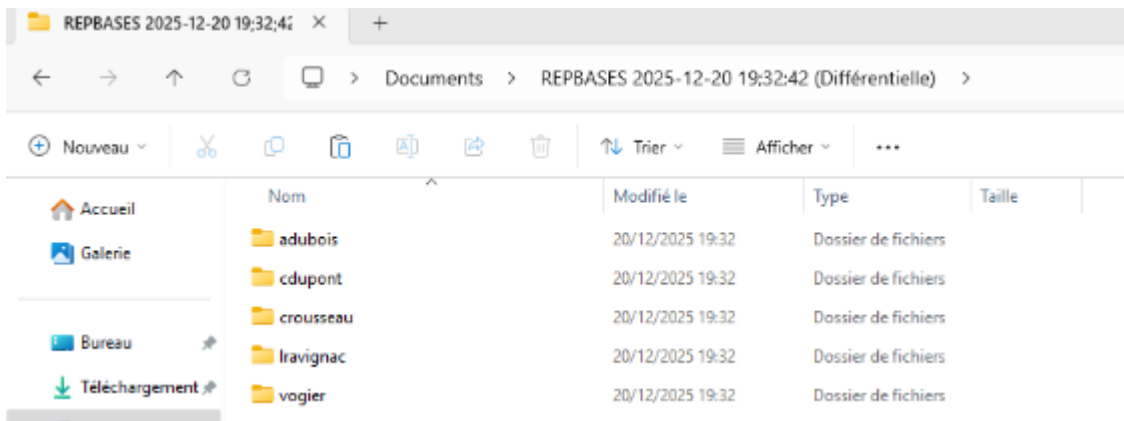 REPBASES 2025-12-20 19;32;42
Documents > REPBASES 2025-12-20 19;32;42 (Différentielle) >
Nouveau Trier Afficher ...
Accueil
Galerie
Bureau
Téléchargement
Nom Modifié le Type Taille
adubois 20/12/2025 19:32 Dossier de fichiers
cdupont 20/12/2025 19:32 Dossier de fichiers
crousseau 20/12/2025 19:32 Dossier de fichiers
lravignac 20/12/2025 19:32 Dossier de fichiers
vogier 20/12/2025 19:32 Dossier de fichiers